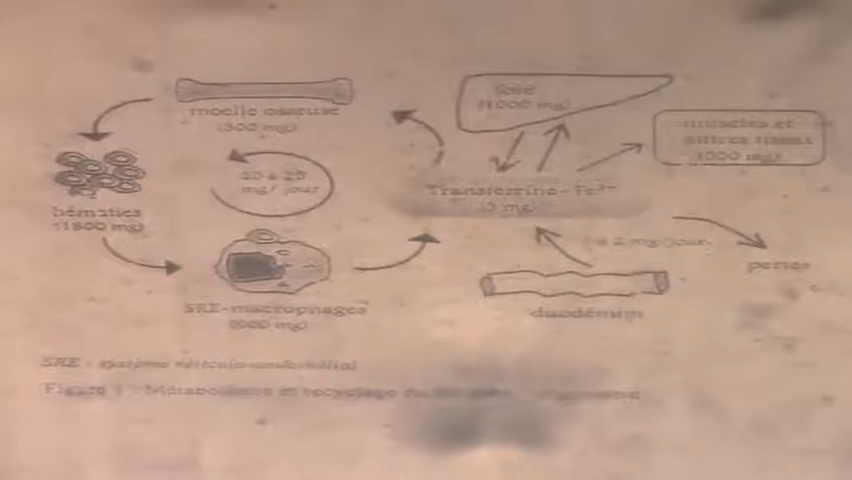 moelle osseuse
(300 mg)
foie
(1000 mg)
muscles et
autres tissus
(300 mg)
20 à 25
mg/jour
Transferrine-Fe³⁺
(3 mg)
hématies
(1800 mg)
2 mg/jour
pertes
SRE-macrophages
(600 mg)
duodénum
SRE : système réticulo-endothélial
Figure 1 Métabolisme et recyclage du